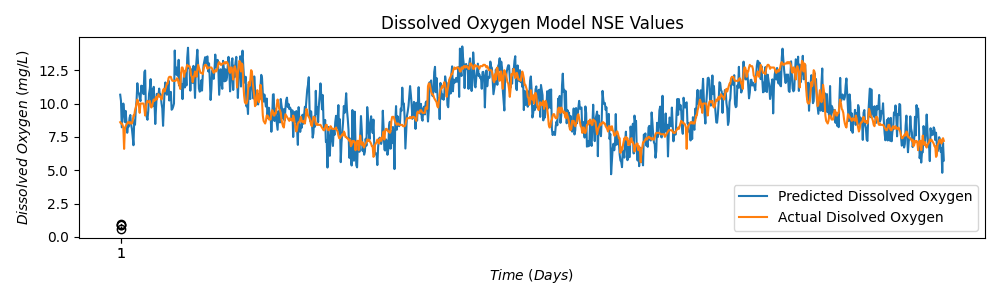 Dissolved Oxygen Model NSE Values
Dissolved Oxygen (mg/L)
12.5
10.0
7.5
5.0
2.5
0.0
Predicted Dissolved Oxygen
Actual Disolved Oxygen
1
Time (Days)